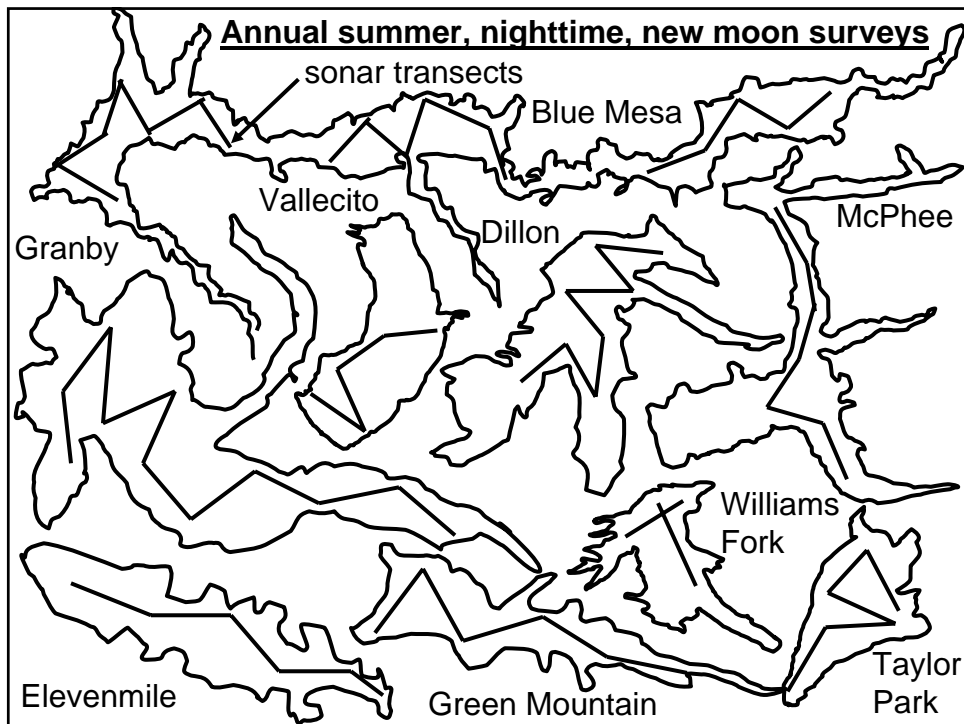 Annual summer, nighttime, new moon surveys
sonar transects
Blue Mesa
Vallecito
McPhee
Dillon
Granby
Williams
Fork
Taylor
Park
Elevenmile
Green Mountain